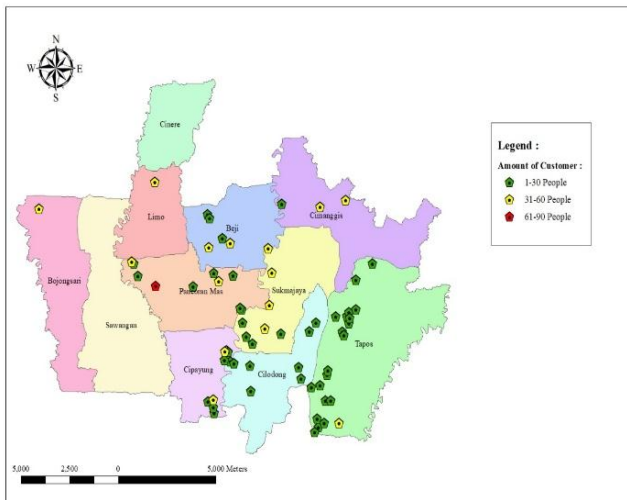 N
W E
S
Cinere
Limo
Beji
Cimanggis
Bojongsari
Sawangan
Pancoran Mas
Sukmajaya
Tapos
Cipayung
Cilodong
Legend :
Amount of Customer :
1-30 People
31-60 People
61-90 People
5,000 2,500 0 5,000 Meters